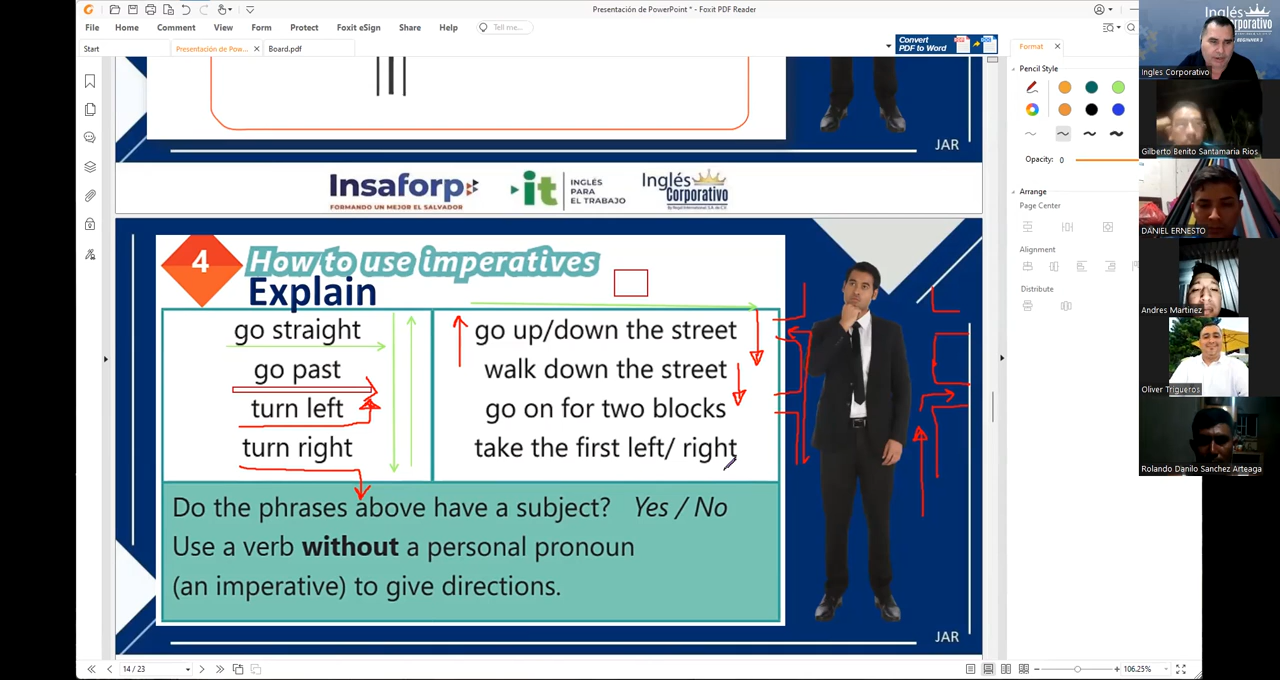 Presentación de PowerPoint * - Foxit PDF Reader
File Home Comment View Form Protect Foxit eSign Share Help Tell me...
Start Presentación de Pow... Board.pdf
Convert
PDF to Word
JAR
Insaforp
FORMANDO UN MEJOR EL SALVADOR
it
INGLÉS
PARA
EL TRABAJO
Inglés
Corporativo
4
How to use imperatives
Explain
go straight
go past
turn left
turn right
go up/down the street
walk down the street
go on for two blocks
take the first left/ right
Do the phrases above have a subject? Yes / No
Use a verb without a personal pronoun
(an imperative) to give directions.
JAR
14 / 23
106.25%
Format
Pencil Style
Opacity: 0
Arrange
Page Center
Alignment
Distribute
Inglés
Corporativo
BEGINNER 3
Ingles Corporativo
Gilberto Benito Santamaria Rios
DANIEL ERNESTO
Andres Martinez
Oliver Trigueros
Rolando Danilo Sanchez Arteaga